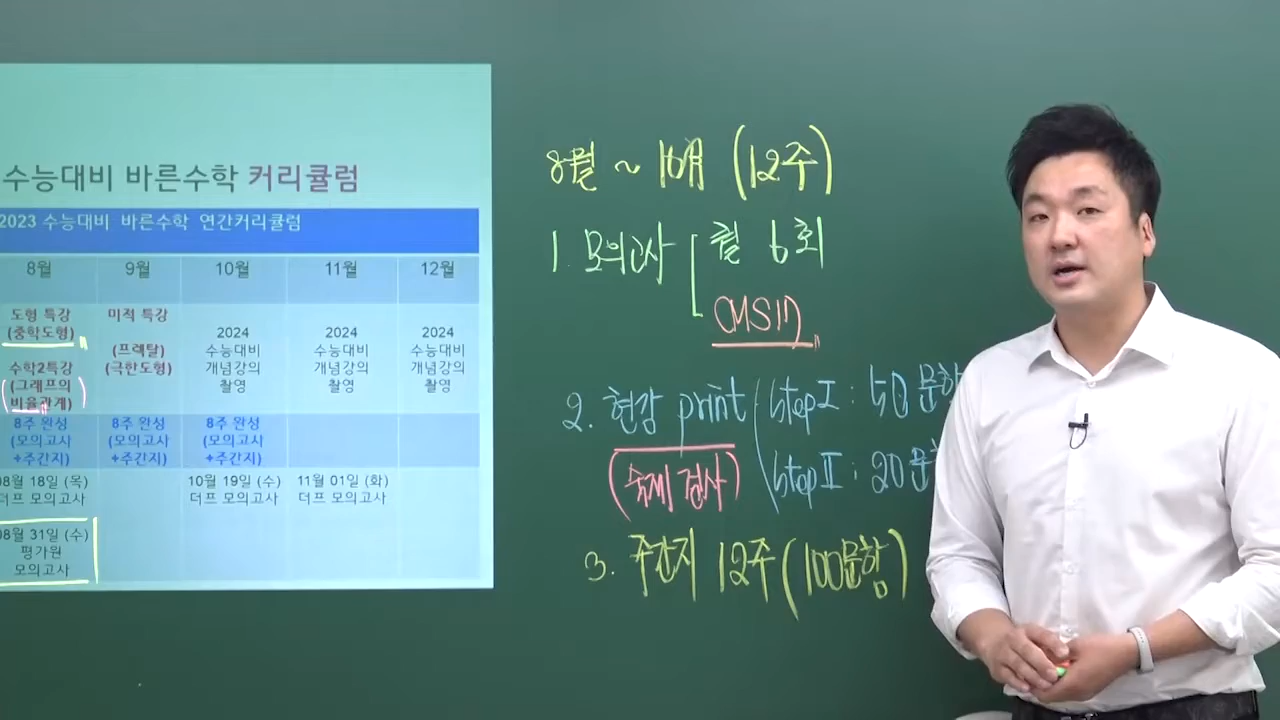 수능대비 바른수학 커리큘럼
2023 수능대비 바른수학 연간커리큘럼
8월 9월 10월 11월 12월
도형 특강
(중학도형)
수학2특강
(그래프의
비율관계)
미적 특강
(프렉탈)
(극한도형)
2024
수능대비
개념강의
촬영
2024
수능대비
개념강의
촬영
2024
수능대비
개념강의
촬영
8주 완성
(모의고사
+주간지)
8주 완성
(모의고사
+주간지)
8주 완성
(모의고사
+주간지)
08월 18일 (목)
더프 모의고사
10월 19일 (수)
더프 모의고사
11월 01일 (화)
더프 모의고사
08월 31일 (수)
평가원
모의고사
8월 ~ 10월 (12주)
1. 모의고사 월 6회
2. 현강 print stepⅠ: 50문항
(숙제 검사) stepⅡ: 20문항
3. 주간지 12주 (100문항)